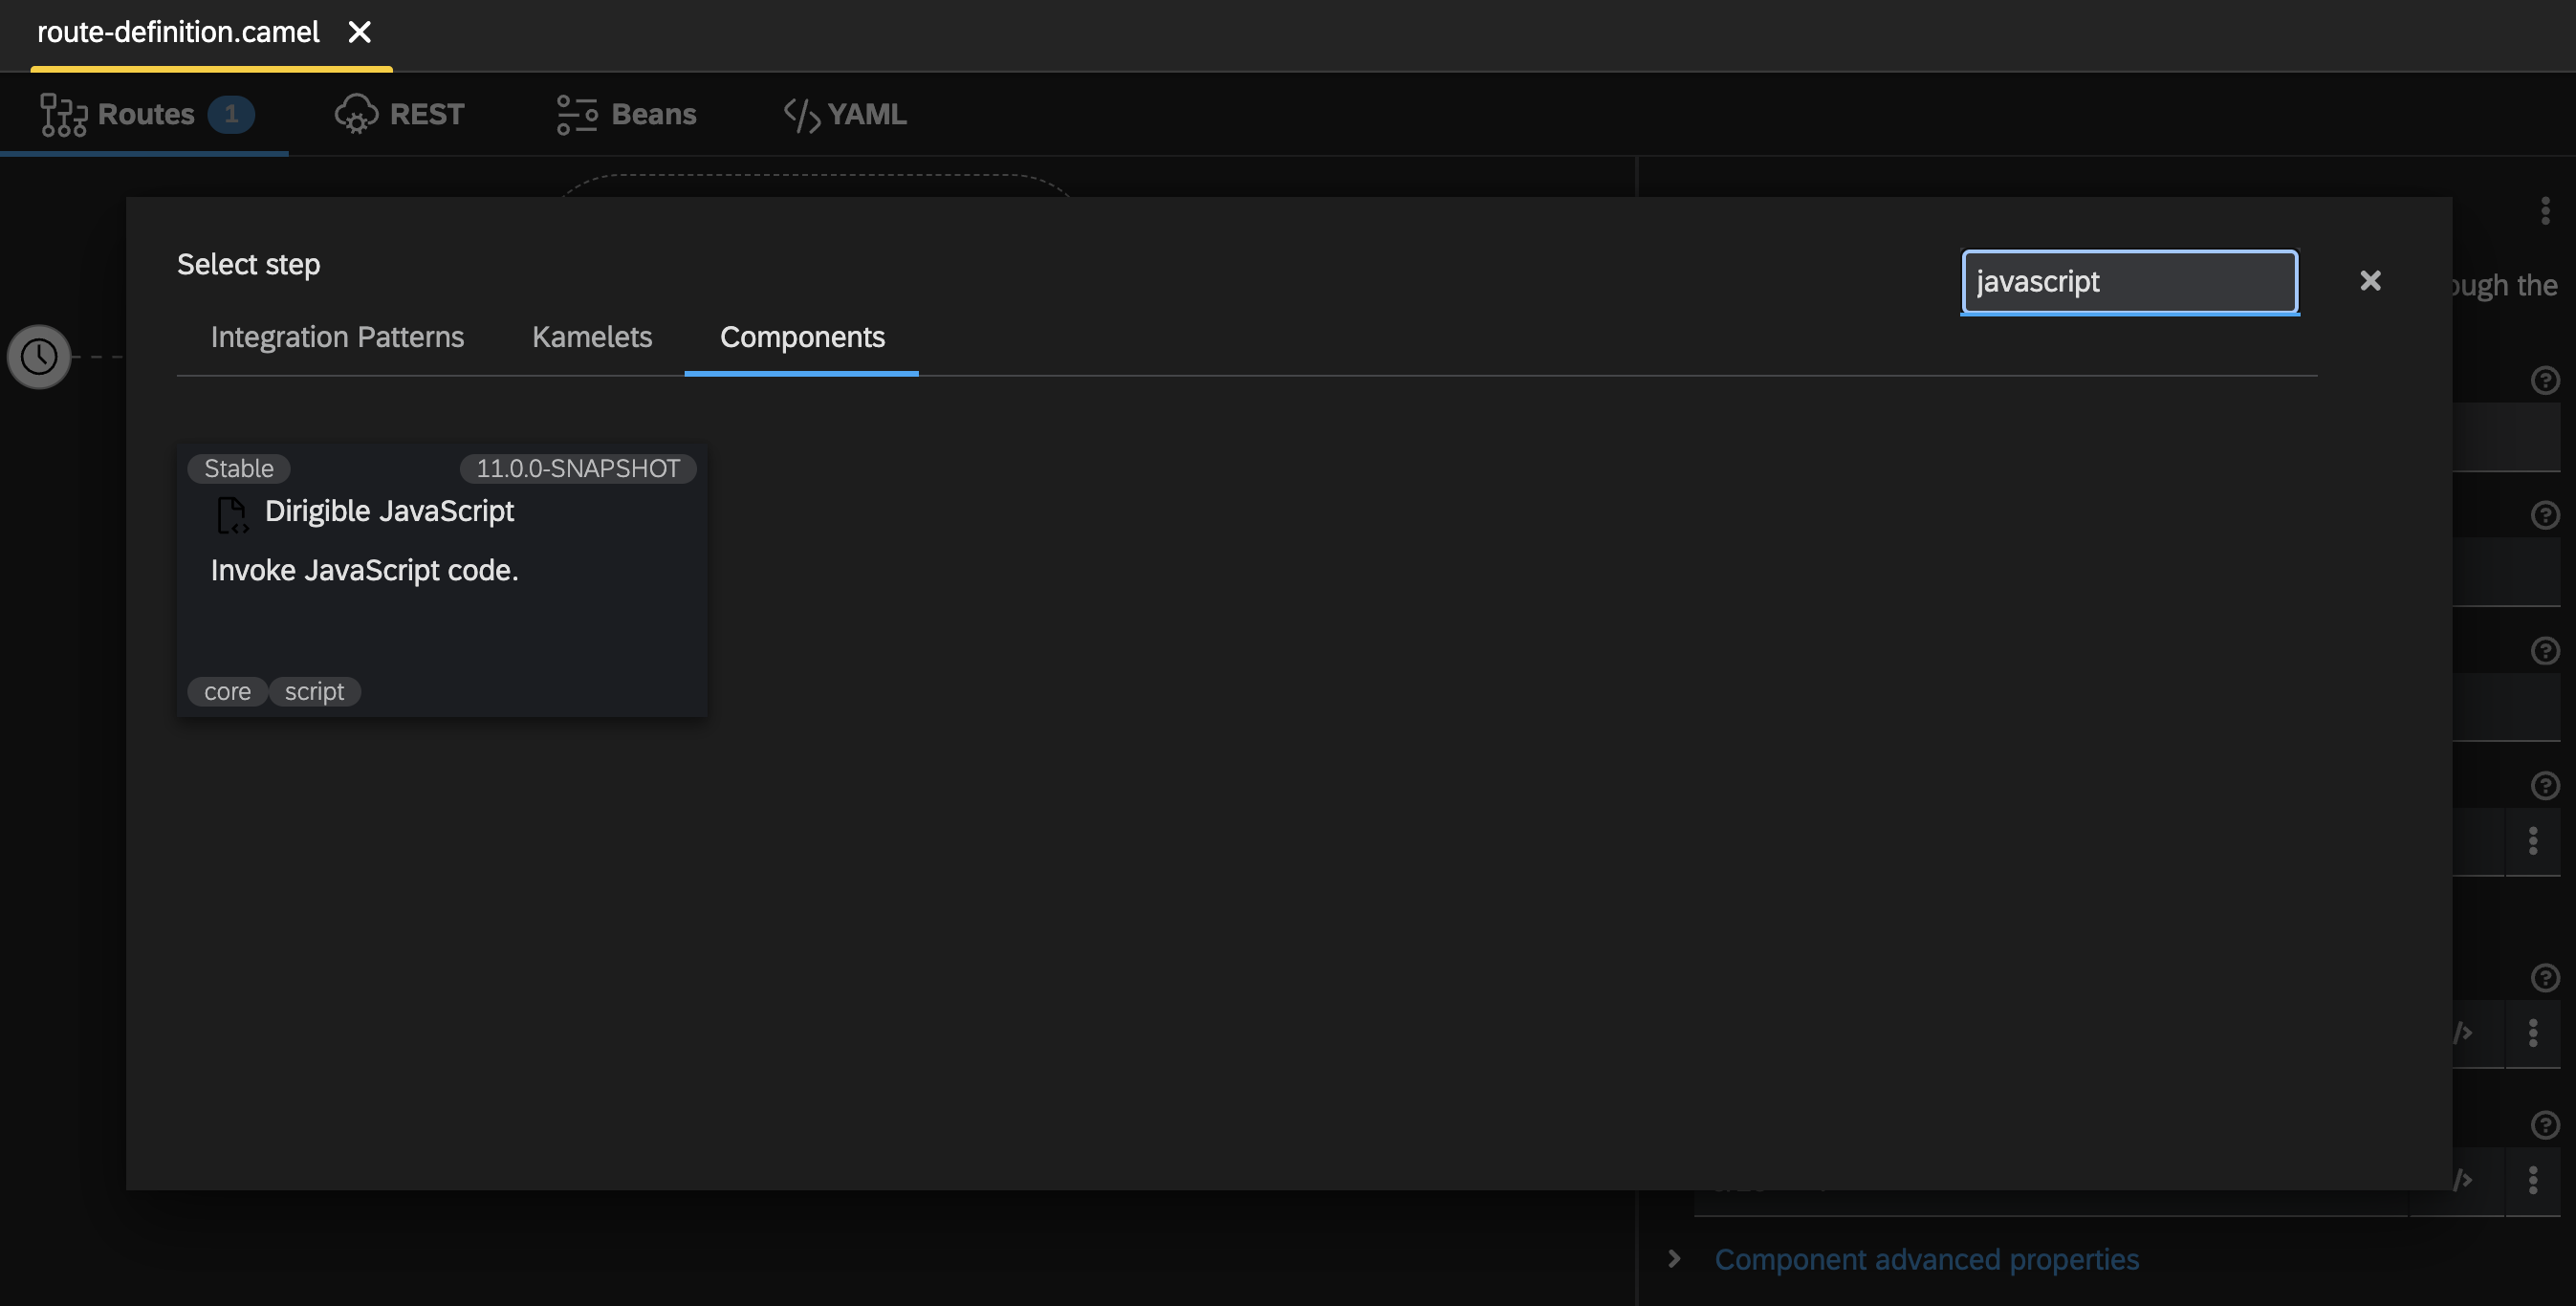 route-definition.camel
Routes 1 REST Beans YAML
Select step
javascript
ough the
Integration Patterns Kamelets Components
Stable 11.0.0-SNAPSHOT
Dirigible JavaScript
Invoke JavaScript code.
core script
Component advanced properties